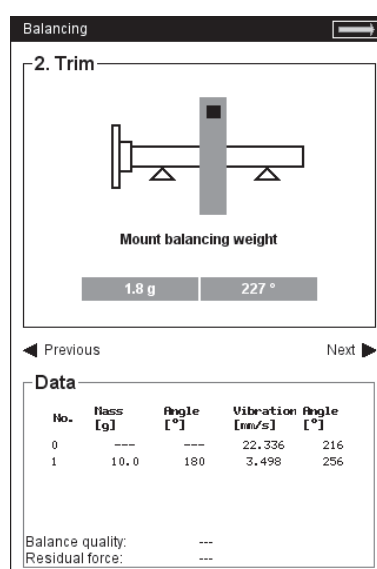 Balancing
2. Trim
Mount balancing weight
1.8 g 227 °
Previous Next
Data
No. Mass [g] Angle [°] Vibration [mm/s] Angle [°]
0 --- --- 22.336 216
1 10.0 180 3.498 256
Balance quality: ---
Residual force: ---